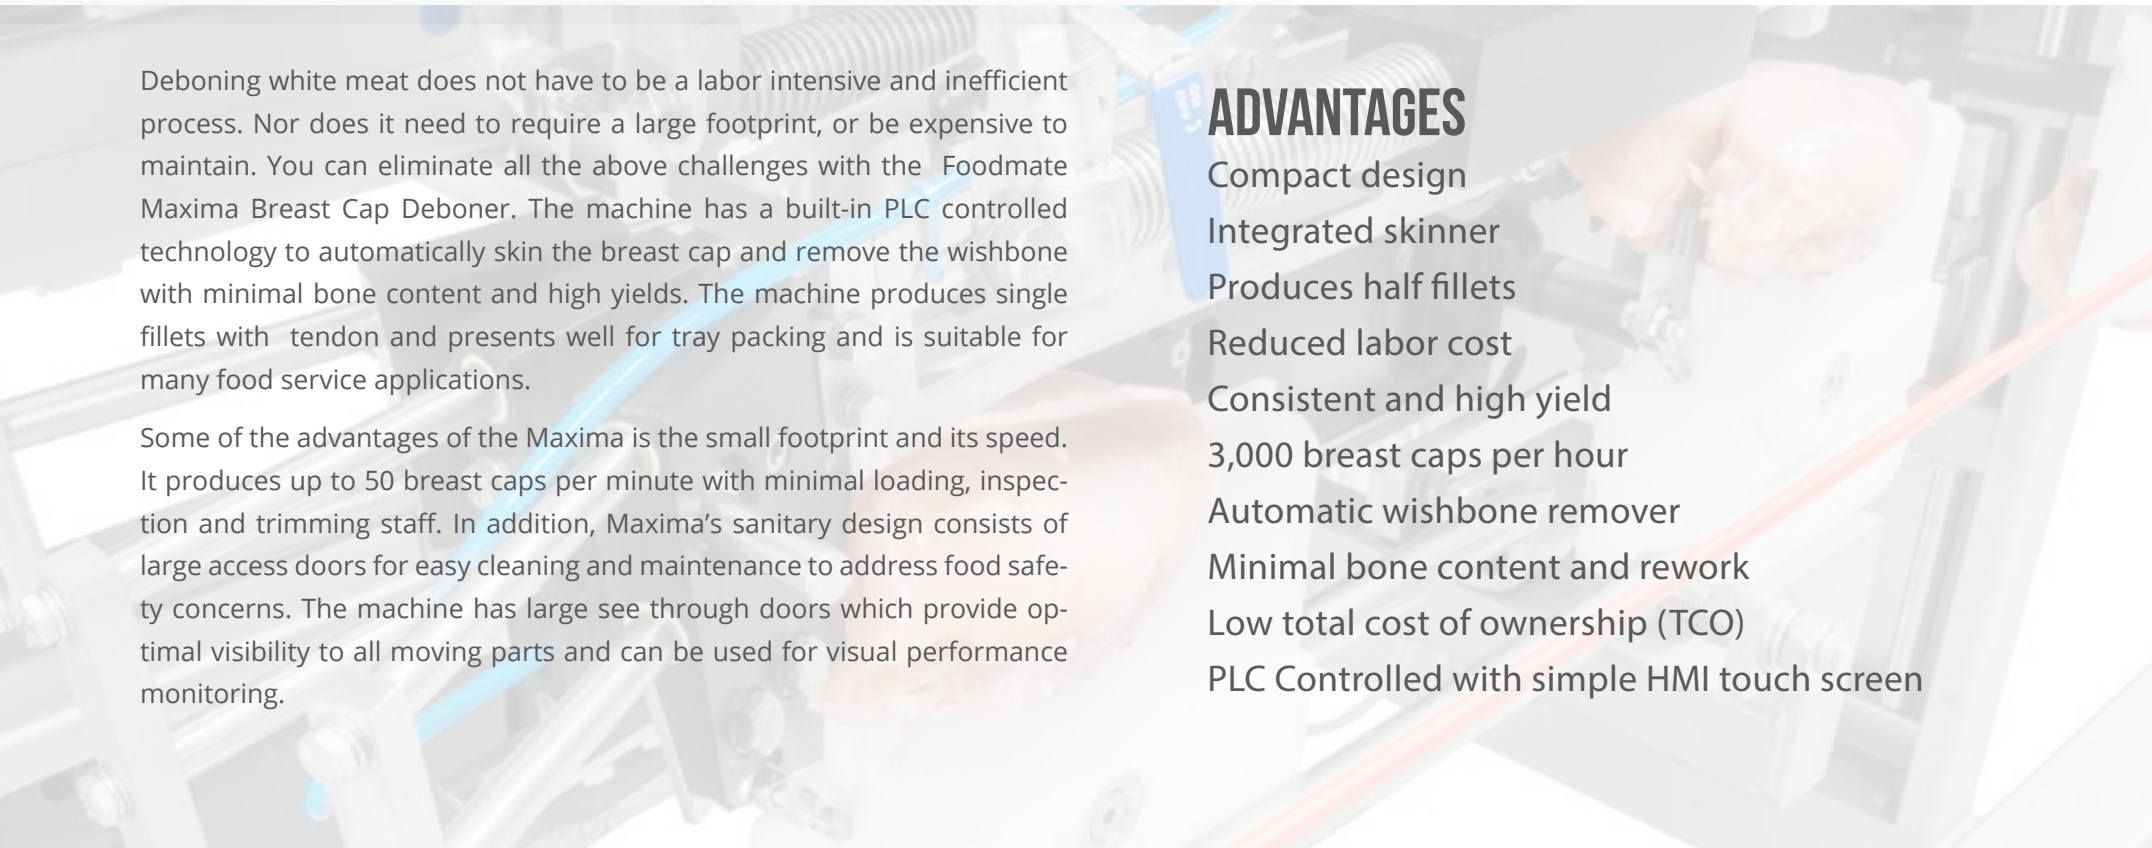 Deboning white meat does not have to be a labor intensive and inefficient
process. Nor does it need to require a large footprint, or be expensive to
maintain. You can eliminate all the above challenges with the  Foodmate
Maxima Breast Cap Deboner. The machine has a built-in PLC controlled
technology to automatically skin the breast cap and remove the wishbone
with minimal bone content and high yields. The machine produces single
fillets with  tendon and presents well for tray packing and is suitable for
many food service applications.
Some of the advantages of the Maxima is the small footprint and its speed.
It produces up to 50 breast caps per minute with minimal loading, inspec-
tion and trimming staff. In addition, Maxima’s sanitary design consists of
large access doors for easy cleaning and maintenance to address food safe-
ty concerns. The machine has large see through doors which provide op-
timal visibility to all moving parts and can be used for visual performance
monitoring.
ADVANTAGES
Compact design
Integrated skinner
Produces half fillets
Reduced labor cost
Consistent and high yield
3,000 breast caps per hour
Automatic wishbone remover
Minimal bone content and rework
Low total cost of ownership (TCO)
PLC Controlled with simple HMI touch screen